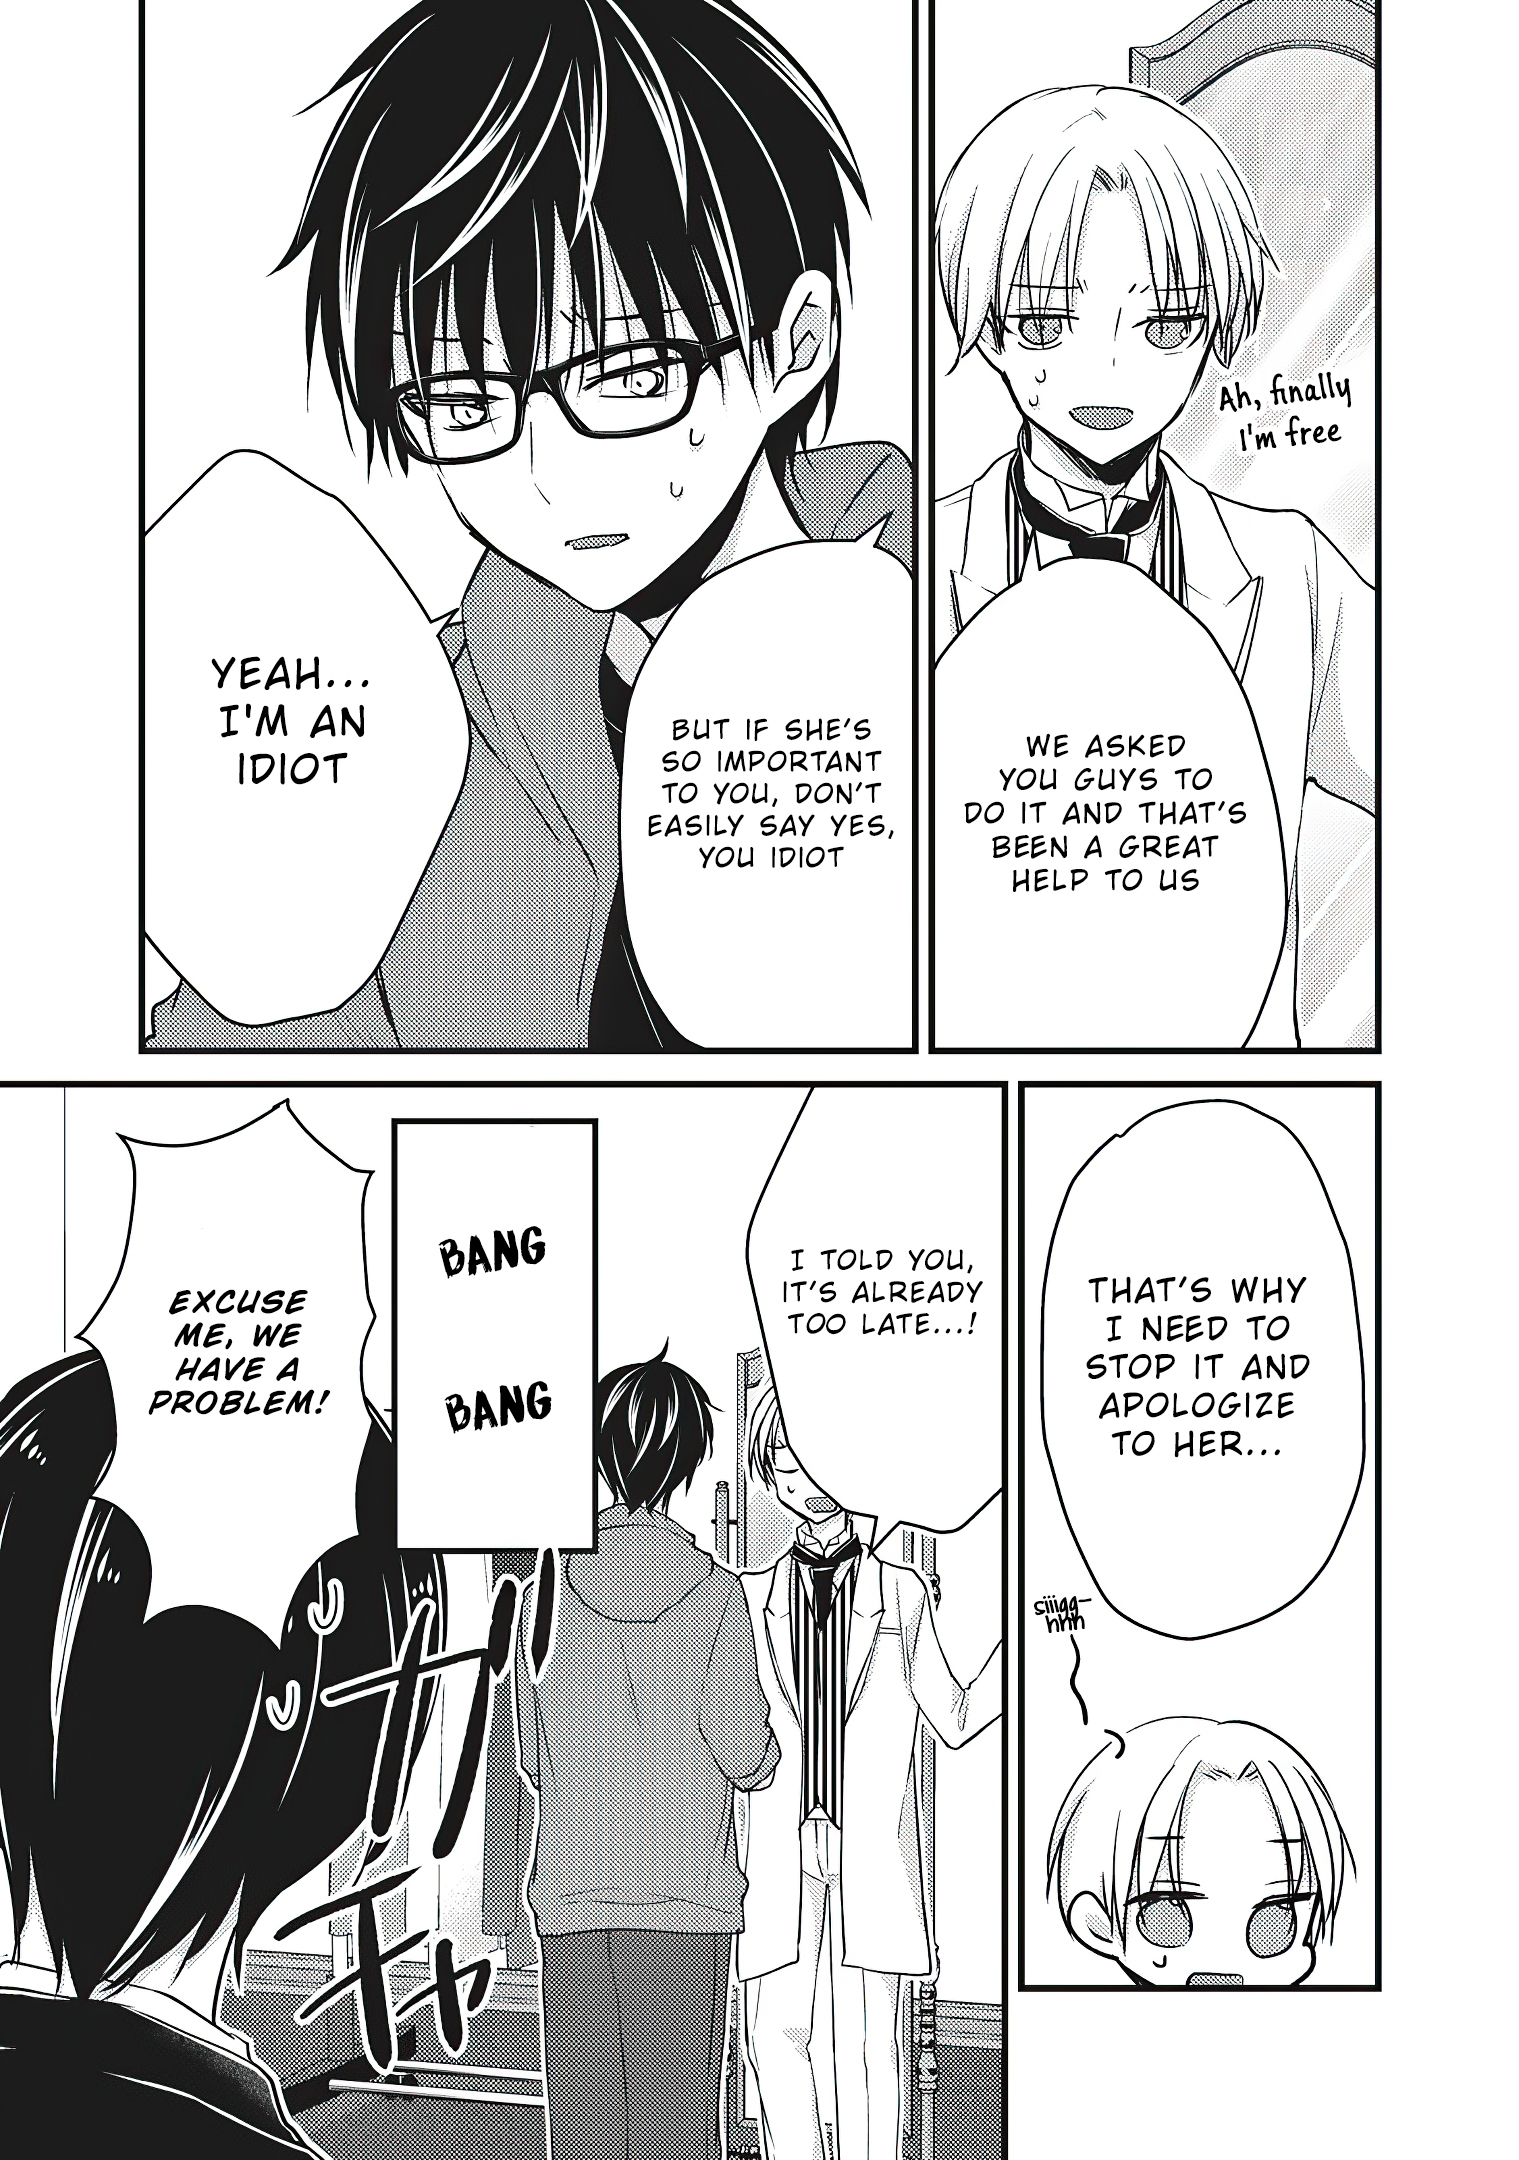 Ah, finally
I'm free
WE ASKED
YOU GUYS TO
DO IT AND THAT'S
BEEN A GREAT
HELP TO US
BUT IF SHE'S
SO IMPORTANT
TO YOU, DON'T
EASILY SAY YES,
YOU IDIOT
YEAH...
I'M AN
IDIOT
THAT'S WHY
I NEED TO
STOP IT AND
APOLOGIZE
TO HER...
siiigg-
hhh
I TOLD YOU,
IT'S ALREADY
TOO LATE...!
BANG
BANG
EXCUSE
ME, WE
HAVE A
PROBLEM!
ガチャ